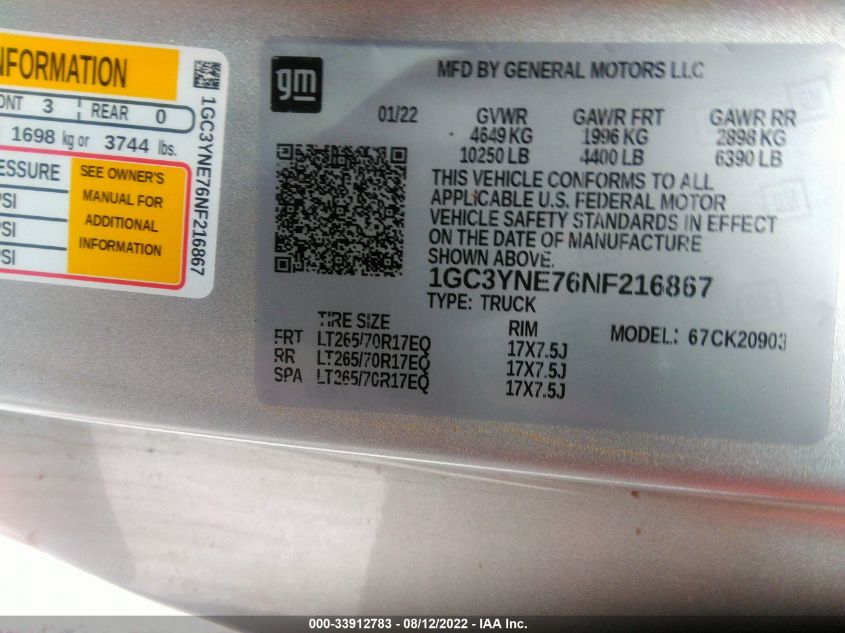 NFORMATION
ONT 3 REAR 0
1698 kg or 3744 lbs.
ESSURE
SEE OWNER'S
MANUAL FOR
ADDITIONAL
INFORMATION
PSI
PSI
1GC3YNE76NF216867
gm
MFD BY GENERAL MOTORS LLC
01/22 GVWR GAWR FRT GAWR RR
4649 KG 1996 KG 2898 KG
10250 LB 4400 LB 6390 LB
THIS VEHICLE CONFORMS TO ALL
APPLICABLE U.S. FEDERAL MOTOR
VEHICLE SAFETY STANDARDS IN EFFECT
ON THE DATE OF MANUFACTURE
SHOWN ABOVE.
1GC3YNE76NF216867
TYPE: TRUCK
TIRE SIZE RIM MODEL: 67CK20903
FRT LT265/70R17EQ 17X7.5J
RR LT265/70R17EQ 17X7.5J
SPA LT265/70R17EQ 17X7.5J
000-33912783 - 08/12/2022 - IAA Inc.